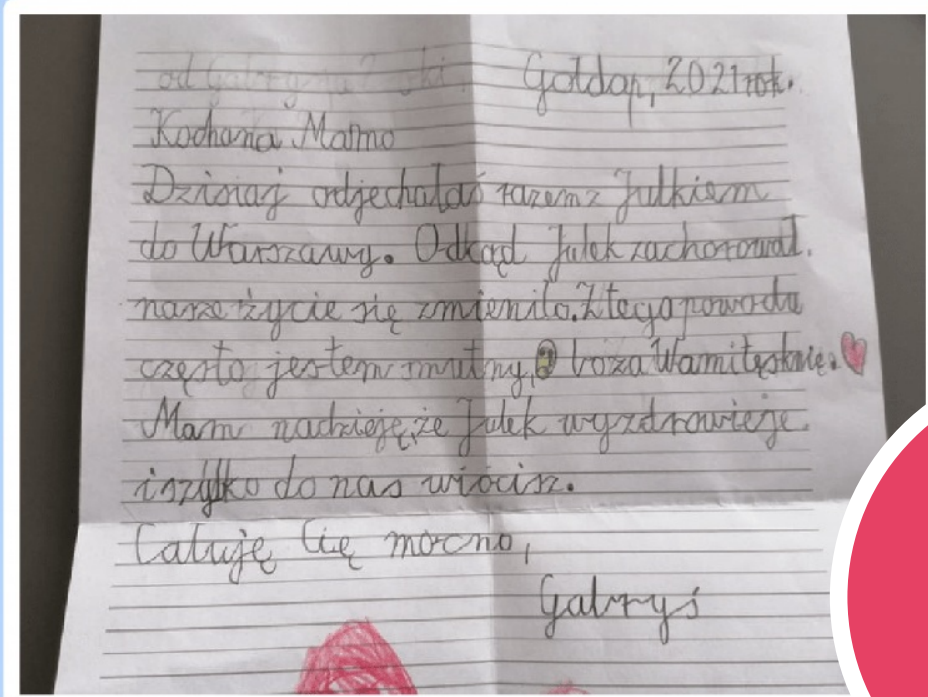 Gołdap, 2021 rok.
Kochana Mamo
Dzisiaj odjechałaś razem z Julkiem
do Warszawy. Odkąd Julek zachorował.
nasze życie się zmieniło. Z tego powodu
często jestem smutny, bo za Wami tęsknię.
Mam nadzieję, że Julek wyzdrowieje
i szybko do nas wrócisz.
Całuję Cię mocno,
Gabryś